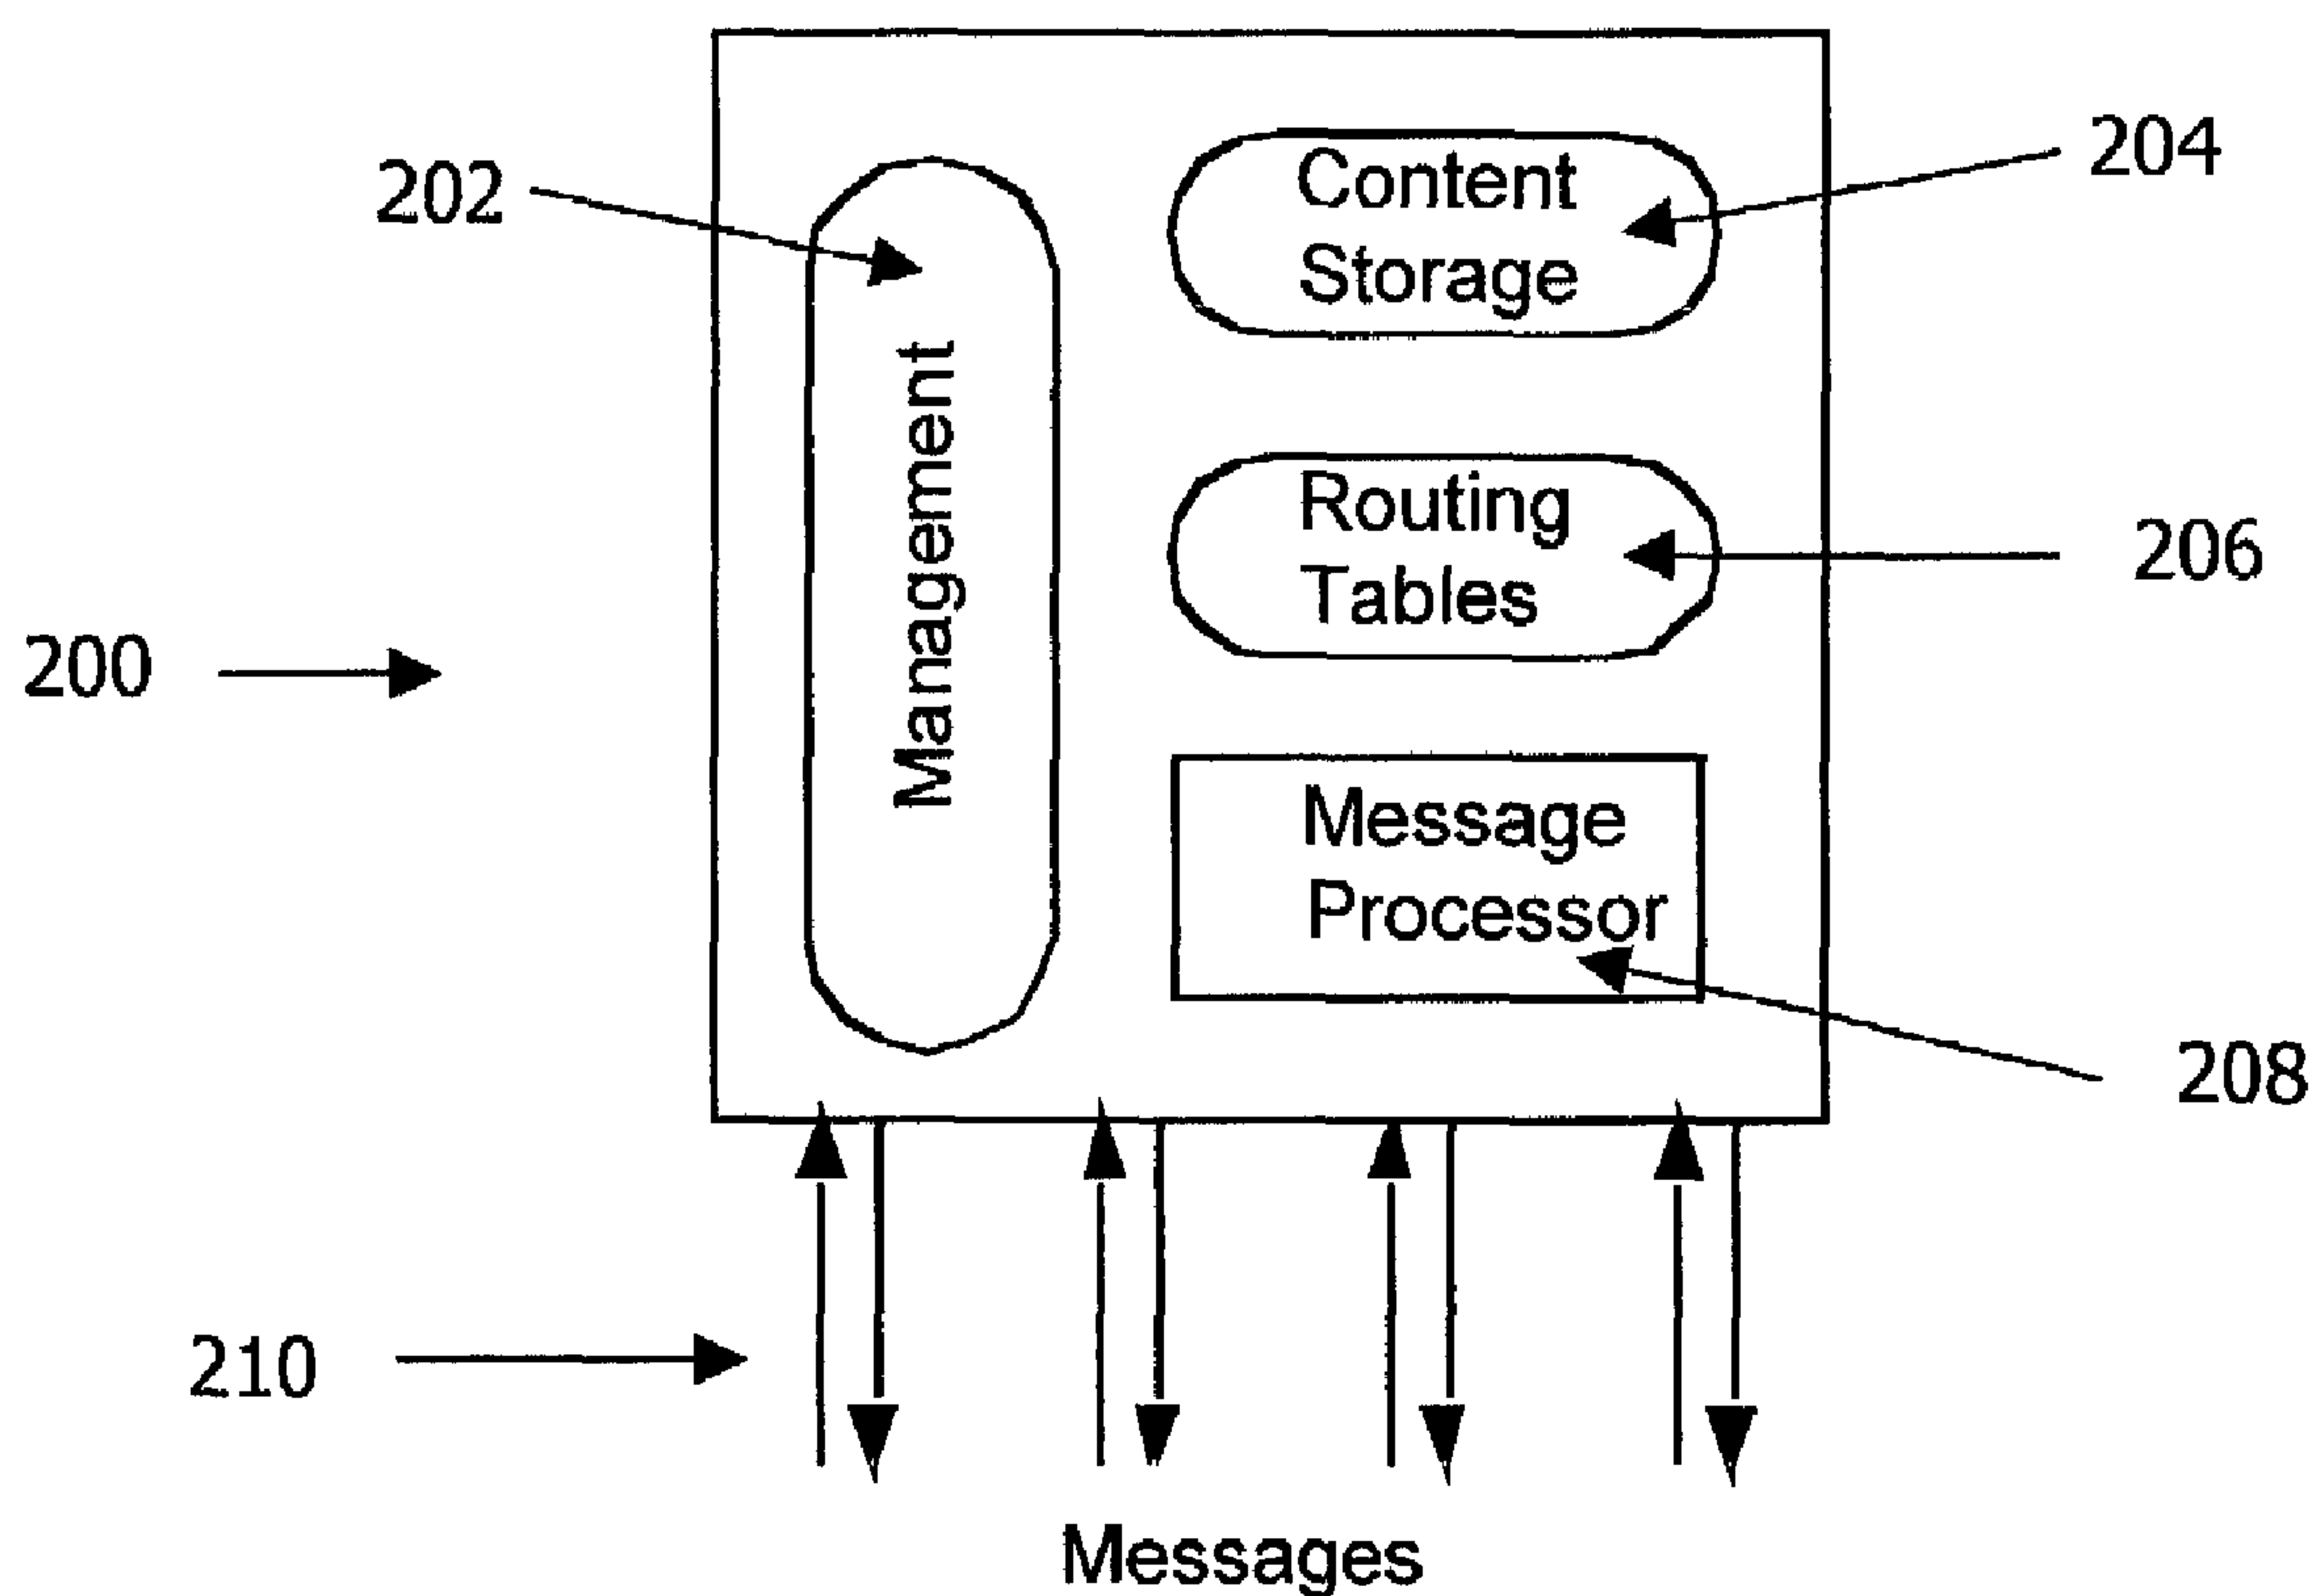 204
202
Content
Storage
Management
Routing
Tables
206
200
Message
Processor
208
210
Messages